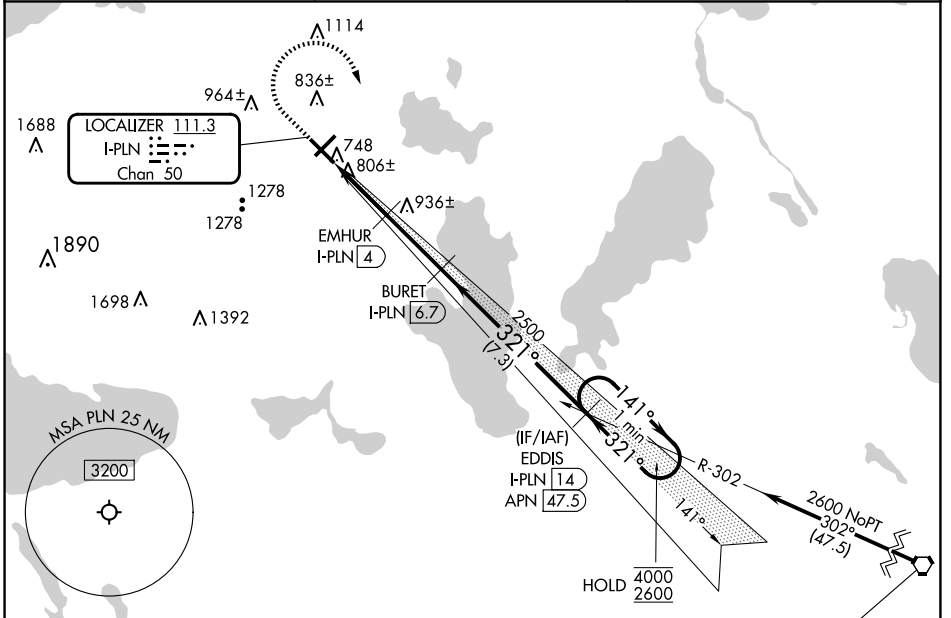 1114
836±
964±
1688
LOCALIZER 111.3
I-PLN
Chan 50
748
806±
1278
1278
936±
EMHUR
I-PLN 4
1890
BURET
I-PLN 6.7
1698
1392
2500
321°
(7.3)
MSA PLN 25 NM
3200
141°
1 min
321°
(IF/IAF)
EDDIS
I-PLN 14
APN 47.5
R-302
2600 NoPT
302°
(47.5)
141°
HOLD 4000
2600